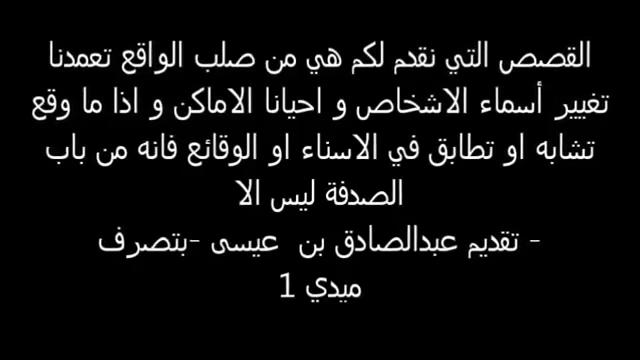 القصص التي نقدم لكم هي من صلب الواقع تعمدنا
تغيير أسماء الاشخاص و احيانا الاماكن و اذا ما وقع
تشابه او تطابق في الاسناء او الوقائع فانه من باب
الصدفة ليس الا
- تقديم عبدالصادق بن عيسى -بتصرف
ميدي 1